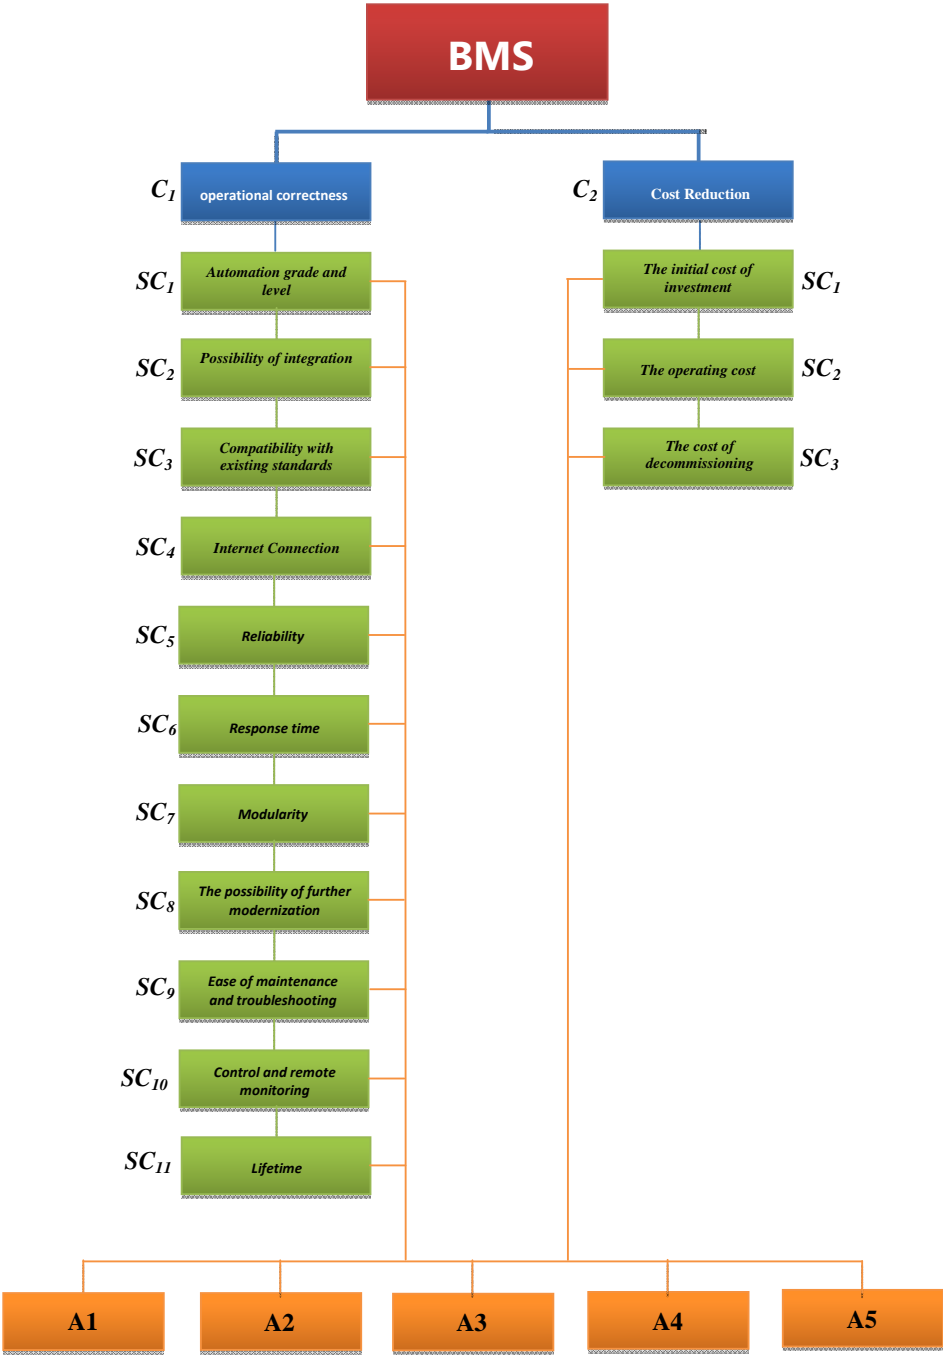 BMS
C1
operational correctness
C2
Cost Reduction
SC1
Automation grade and
level
The initial cost of
investment
SC1
SC2
Possibility of integration
The operating cost
SC2
SC3
Compatibility with
existing standards
The cost of
decommissioning
SC3
SC4
Internet Connection
SC5
Reliability
SC6
Response time
SC7
Modularity
SC8
The possibility of further
modernization
SC9
Ease of maintenance
and troubleshooting
SC10
Control and remote
monitoring
SC11
Lifetime
A1
A2
A3
A4
A5